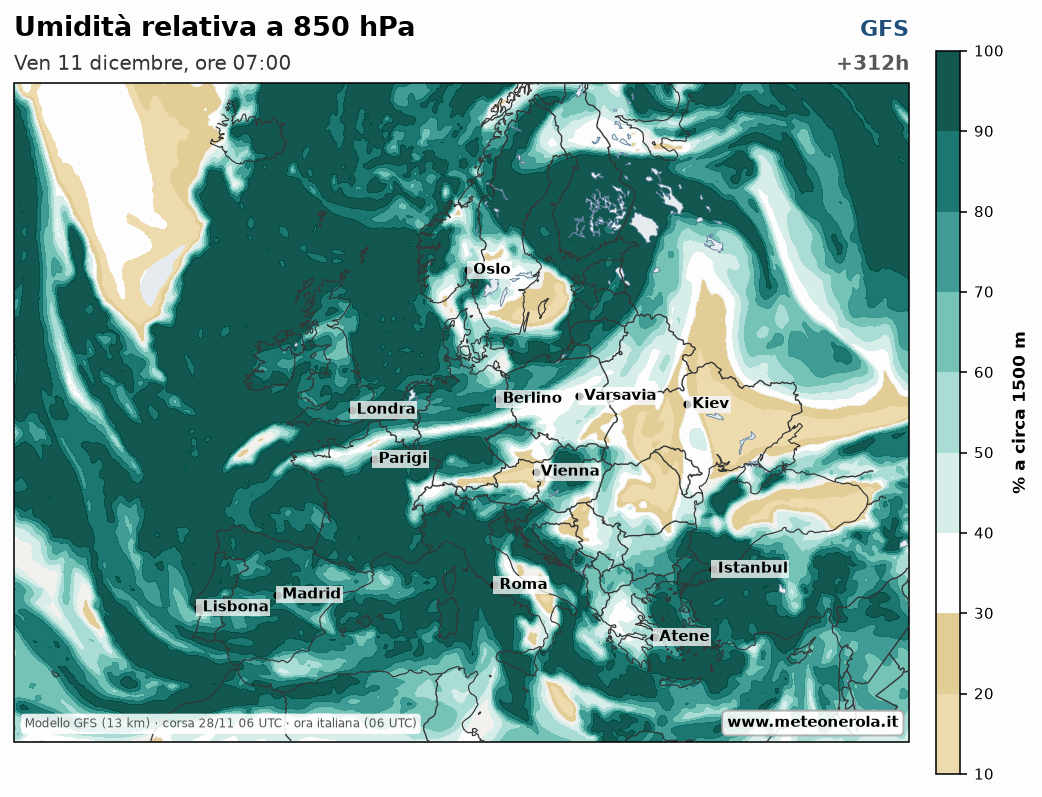 Umidità relativa a 850 hPa
GFS
Ven 11 dicembre, ore 07:00
+312h
100
90
80
70
60
50
40
30
20
10
% a circa 1500 m
Oslo
Berlino
Varsavia
Kiev
Londra
Parigi
Vienna
Istanbul
Roma
Madrid
Lisbona
Atene
Modello GFS (13 km) · corsa 28/11 06 UTC · ora italiana (06 UTC)
www.meteonerola.it